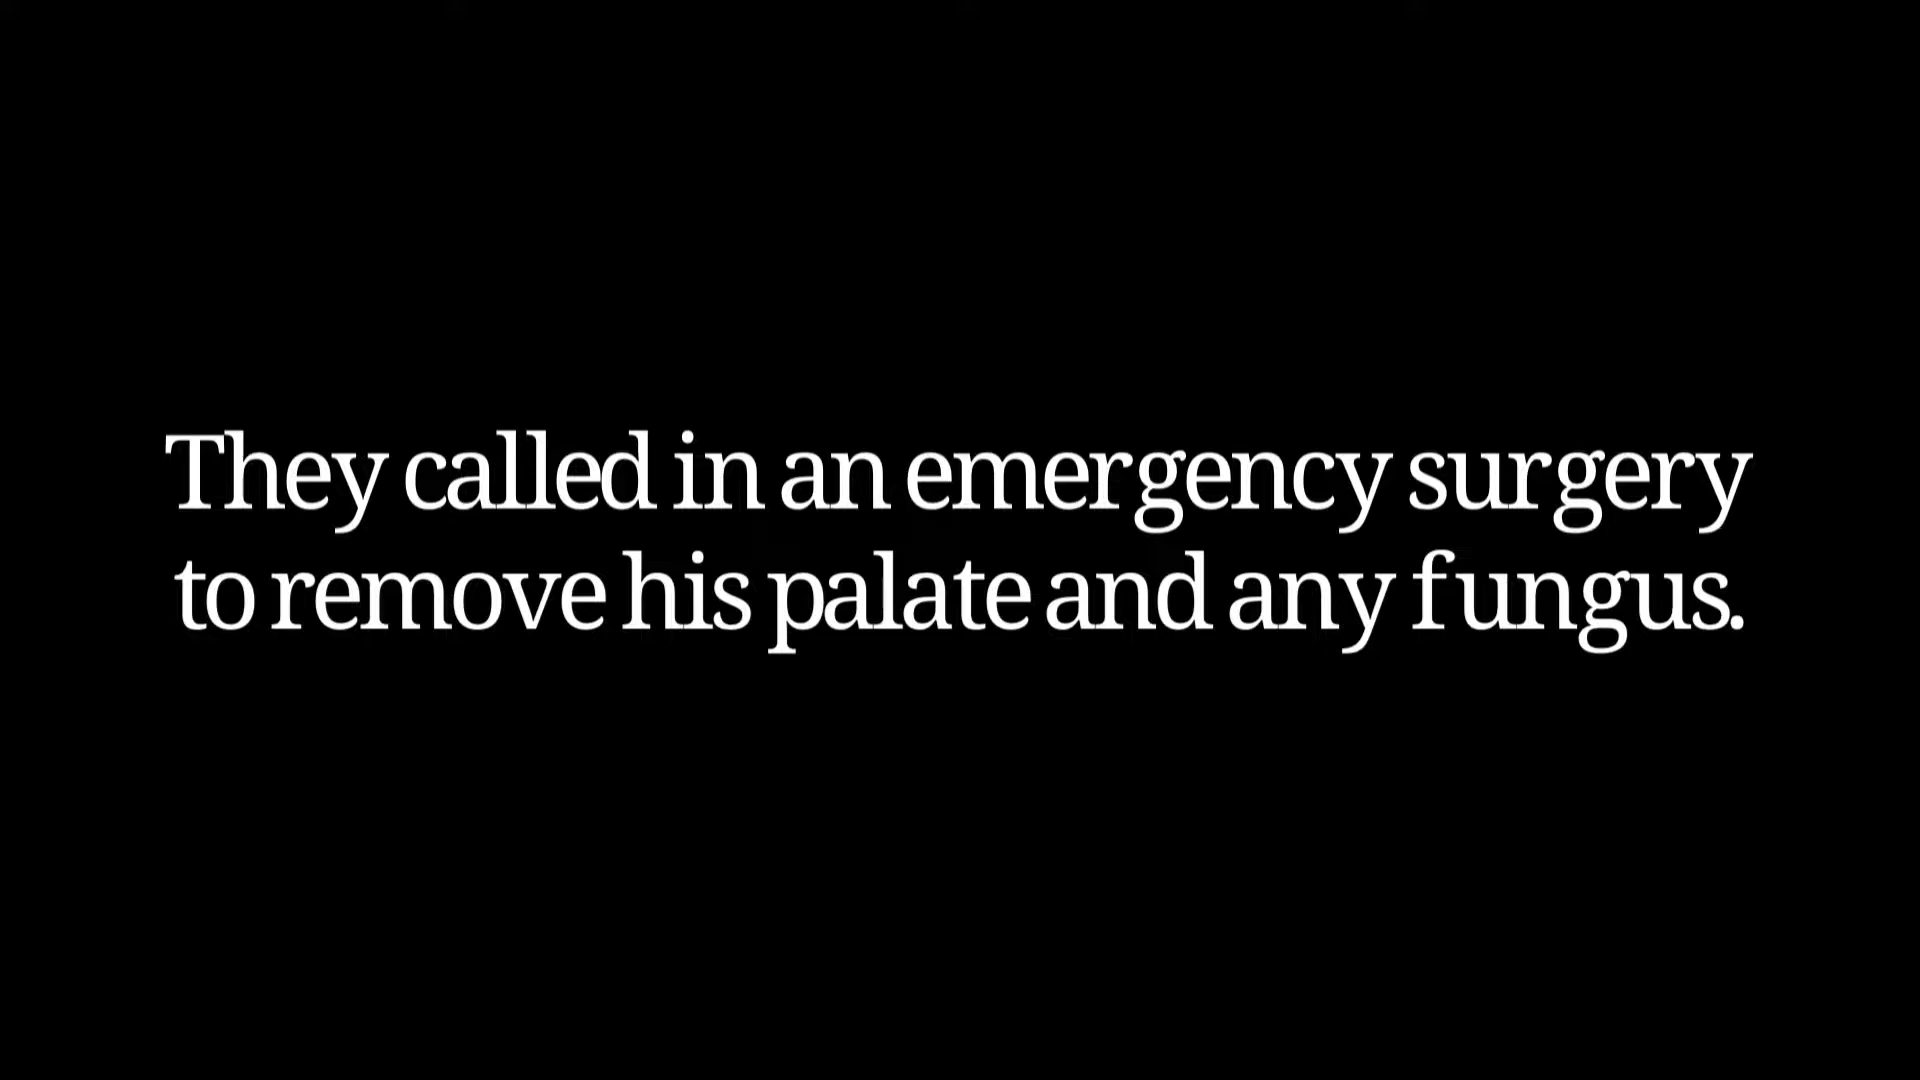 They called in an emergency surgery
to remove his palate and any fungus.